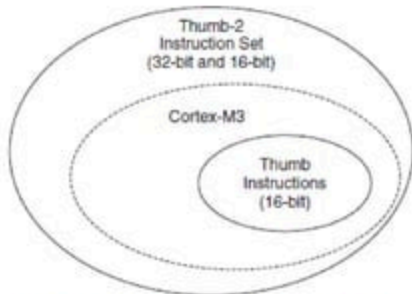 Thumb-2
Instruction Set
(32-bit and 16-bit)
Cortex-M3
Thumb
Instructions
(16-bit)